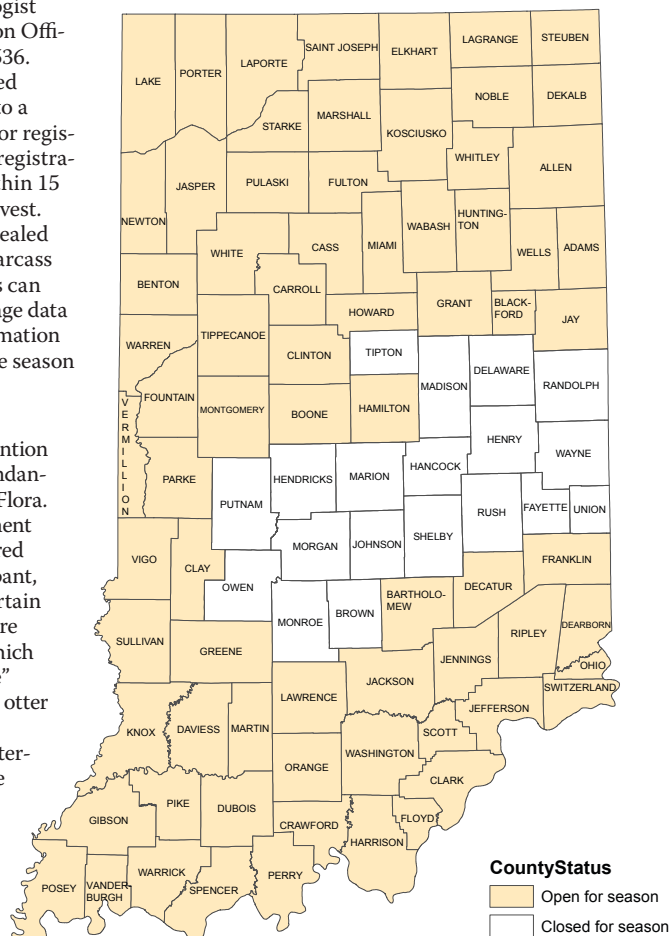 ogist
on Offi-
536.
ed
to a
or regis-
registra-
thin 15
vest.
ealed
arcass
s can
age data
mation
e season
ntion
ndan-
Flora.
nent
red
pant,
rtain
re
hich
e”
otter
ter-
e
LAKE
PORTER
LAPORTE
SAINT JOSEPH
ELKHART
LAGRANGE
STEUBEN
NOBLE
DEKALB
STARKE
MARSHALL
KOSCIUSKO
WHITLEY
ALLEN
NEWTON
JASPER
PULASKI
FULTON
WABASH
HUNTING-
TON
WELLS
ADAMS
WHITE
CASS
MIAMI
BENTON
CARROLL
HOWARD
GRANT
BLACK-
FORD
JAY
WARREN
TIPPECANOE
CLINTON
TIPTON
MADISON
DELAWARE
RANDOLPH
FOUNTAIN
MONTGOMERY
BOONE
HAMILTON
HENRY
WAYNE
VERMILLION
PARKE
PUTNAM
HENDRICKS
MARION
HANCOCK
RUSH
FAYETTE
UNION
VIGO
CLAY
OWEN
MORGAN
JOHNSON
SHELBY
FRANKLIN
SULLIVAN
GREENE
MONROE
BROWN
BARTHOLO-
MEW
DECATUR
RIPLEY
DEARBORN
OHIO
SWITZERLAND
JENNINGS
JEFFERSON
KNOX
DAVIESS
MARTIN
LAWRENCE
JACKSON
SCOTT
ORANGE
WASHINGTON
CLARK
GIBSON
PIKE
DUBOIS
CRAWFORD
HARRISON
FLOYD
POSEY
VANDER
BURGH
WARRICK
SPENCER
PERRY
CountyStatus
Open for season
Closed for season